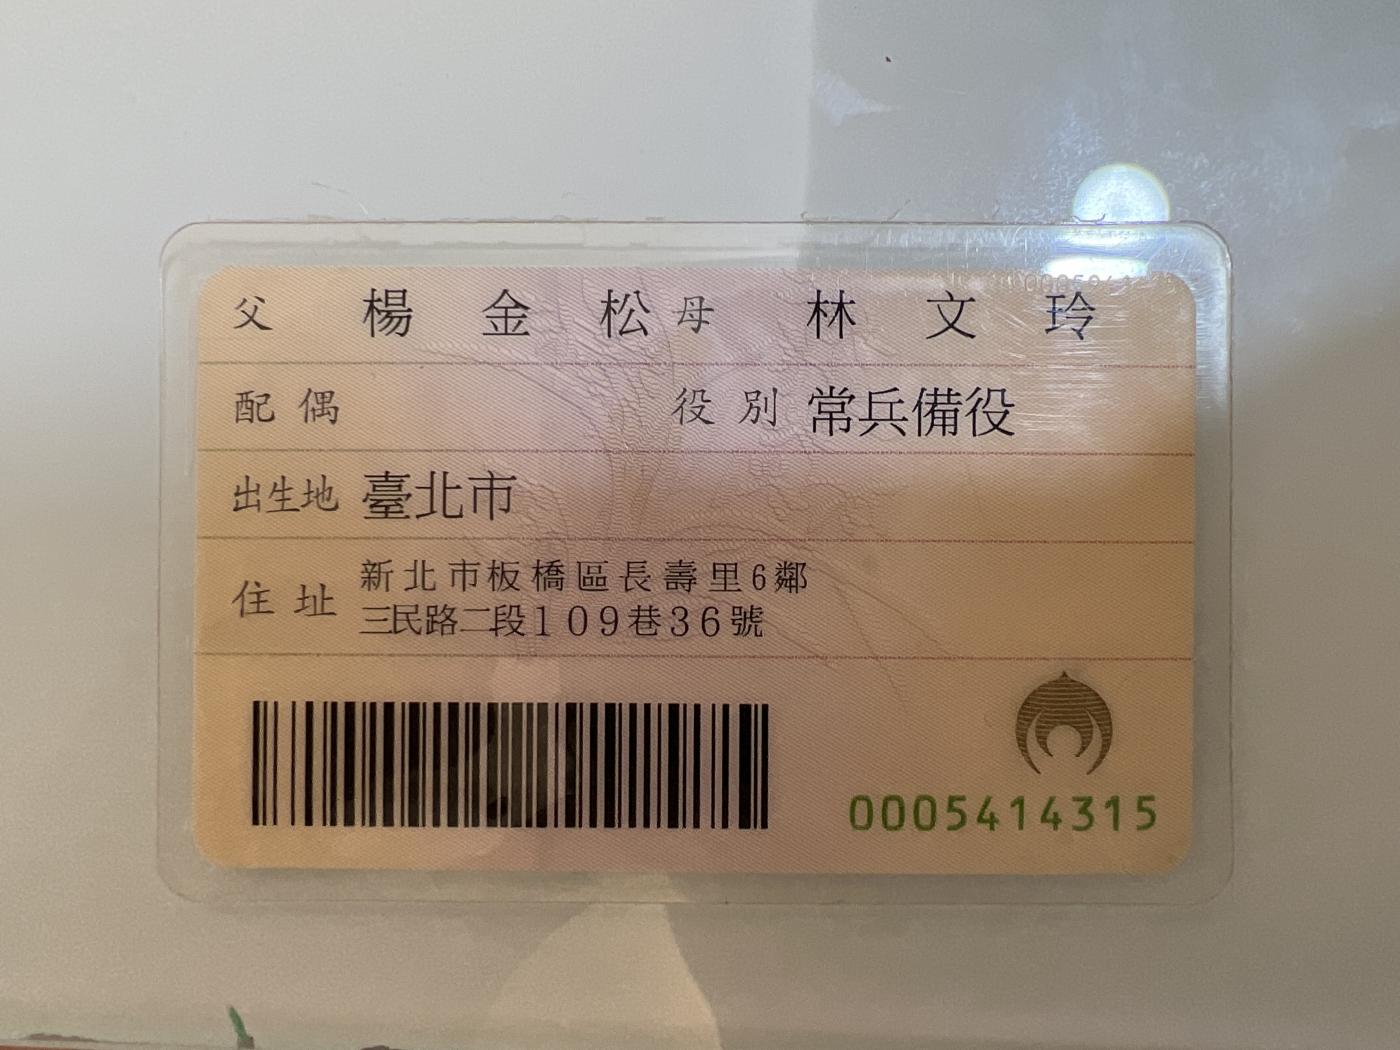 父 楊金松 母 林文玲
配偶 役別 常兵備役
出生地 臺北市
住址 新北市板橋區長壽里6鄰
三民路二段109巷36號
0005414315